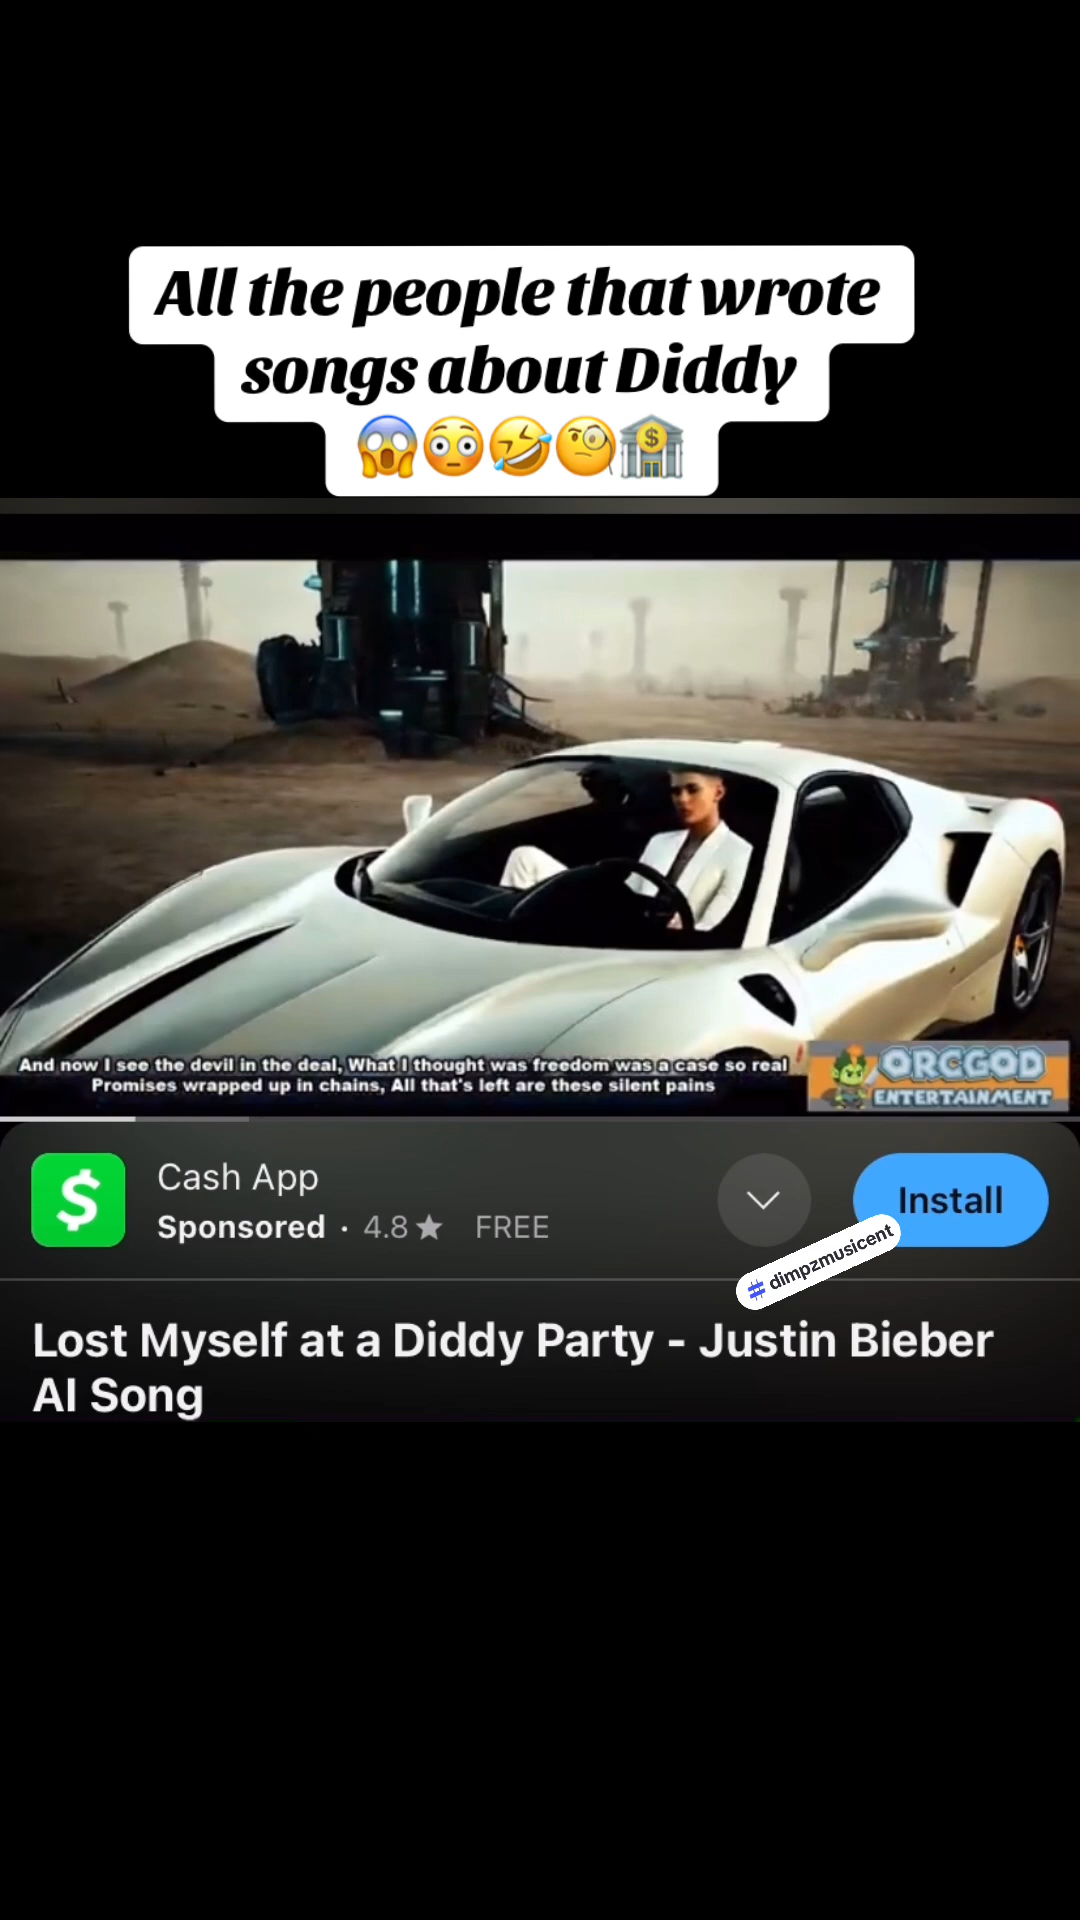 All the people that wrote
songs about Diddy
😱😳🤣🧐🏦
And now I see the devil in the deal, What I thought was freedom was a case so real
Promises wrapped up in chains, All that's left are these silent pains
ORCGOD
ENTERTAINMENT
$
Cash App
Sponsored · 4.8★ FREE
Install
# dimpzmusicent
Lost Myself at a Diddy Party - Justin Bieber
AI Song